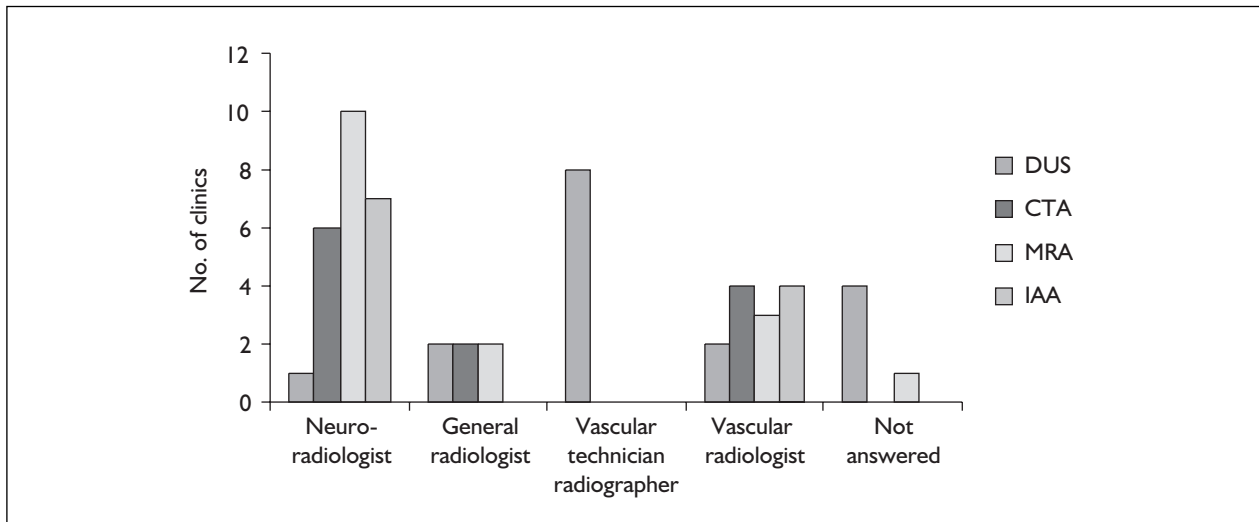 12
10
8
6
4
2
0
No. of clinics
Neuro-
radiologist
General
radiologist
Vascular
technician
radiographer
Vascular
radiologist
Not
answered
DUS
CTA
MRA
IAA